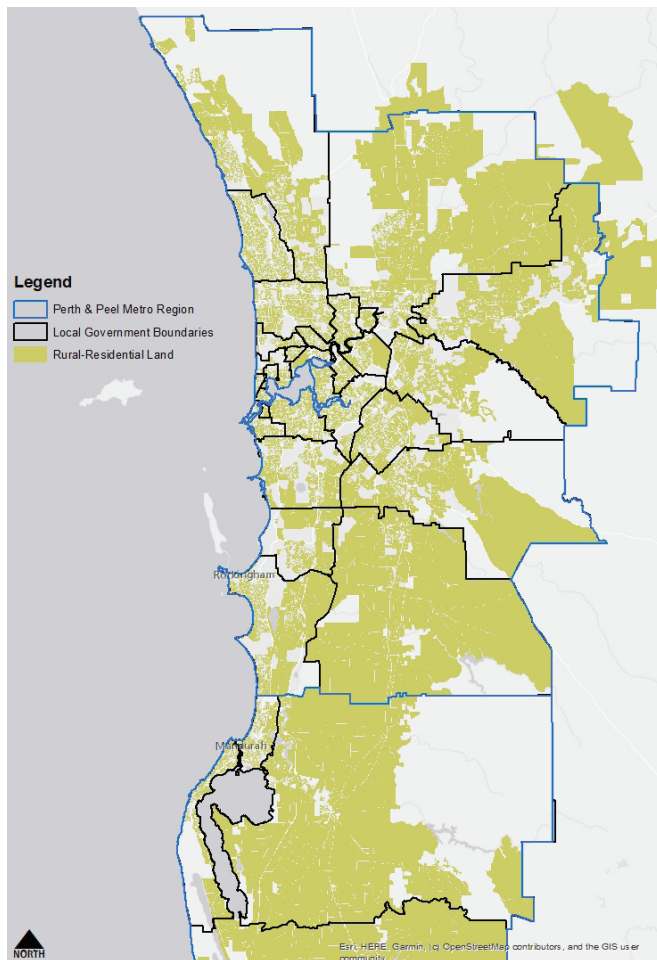 Legend
Perth & Peel Metro Region
Local Government Boundaries
Rural-Residential Land
Rockingham
Mandurah
NORTH
Esri, HERE, Garmin, (c) OpenStreetMap contributors, and the GIS user
community